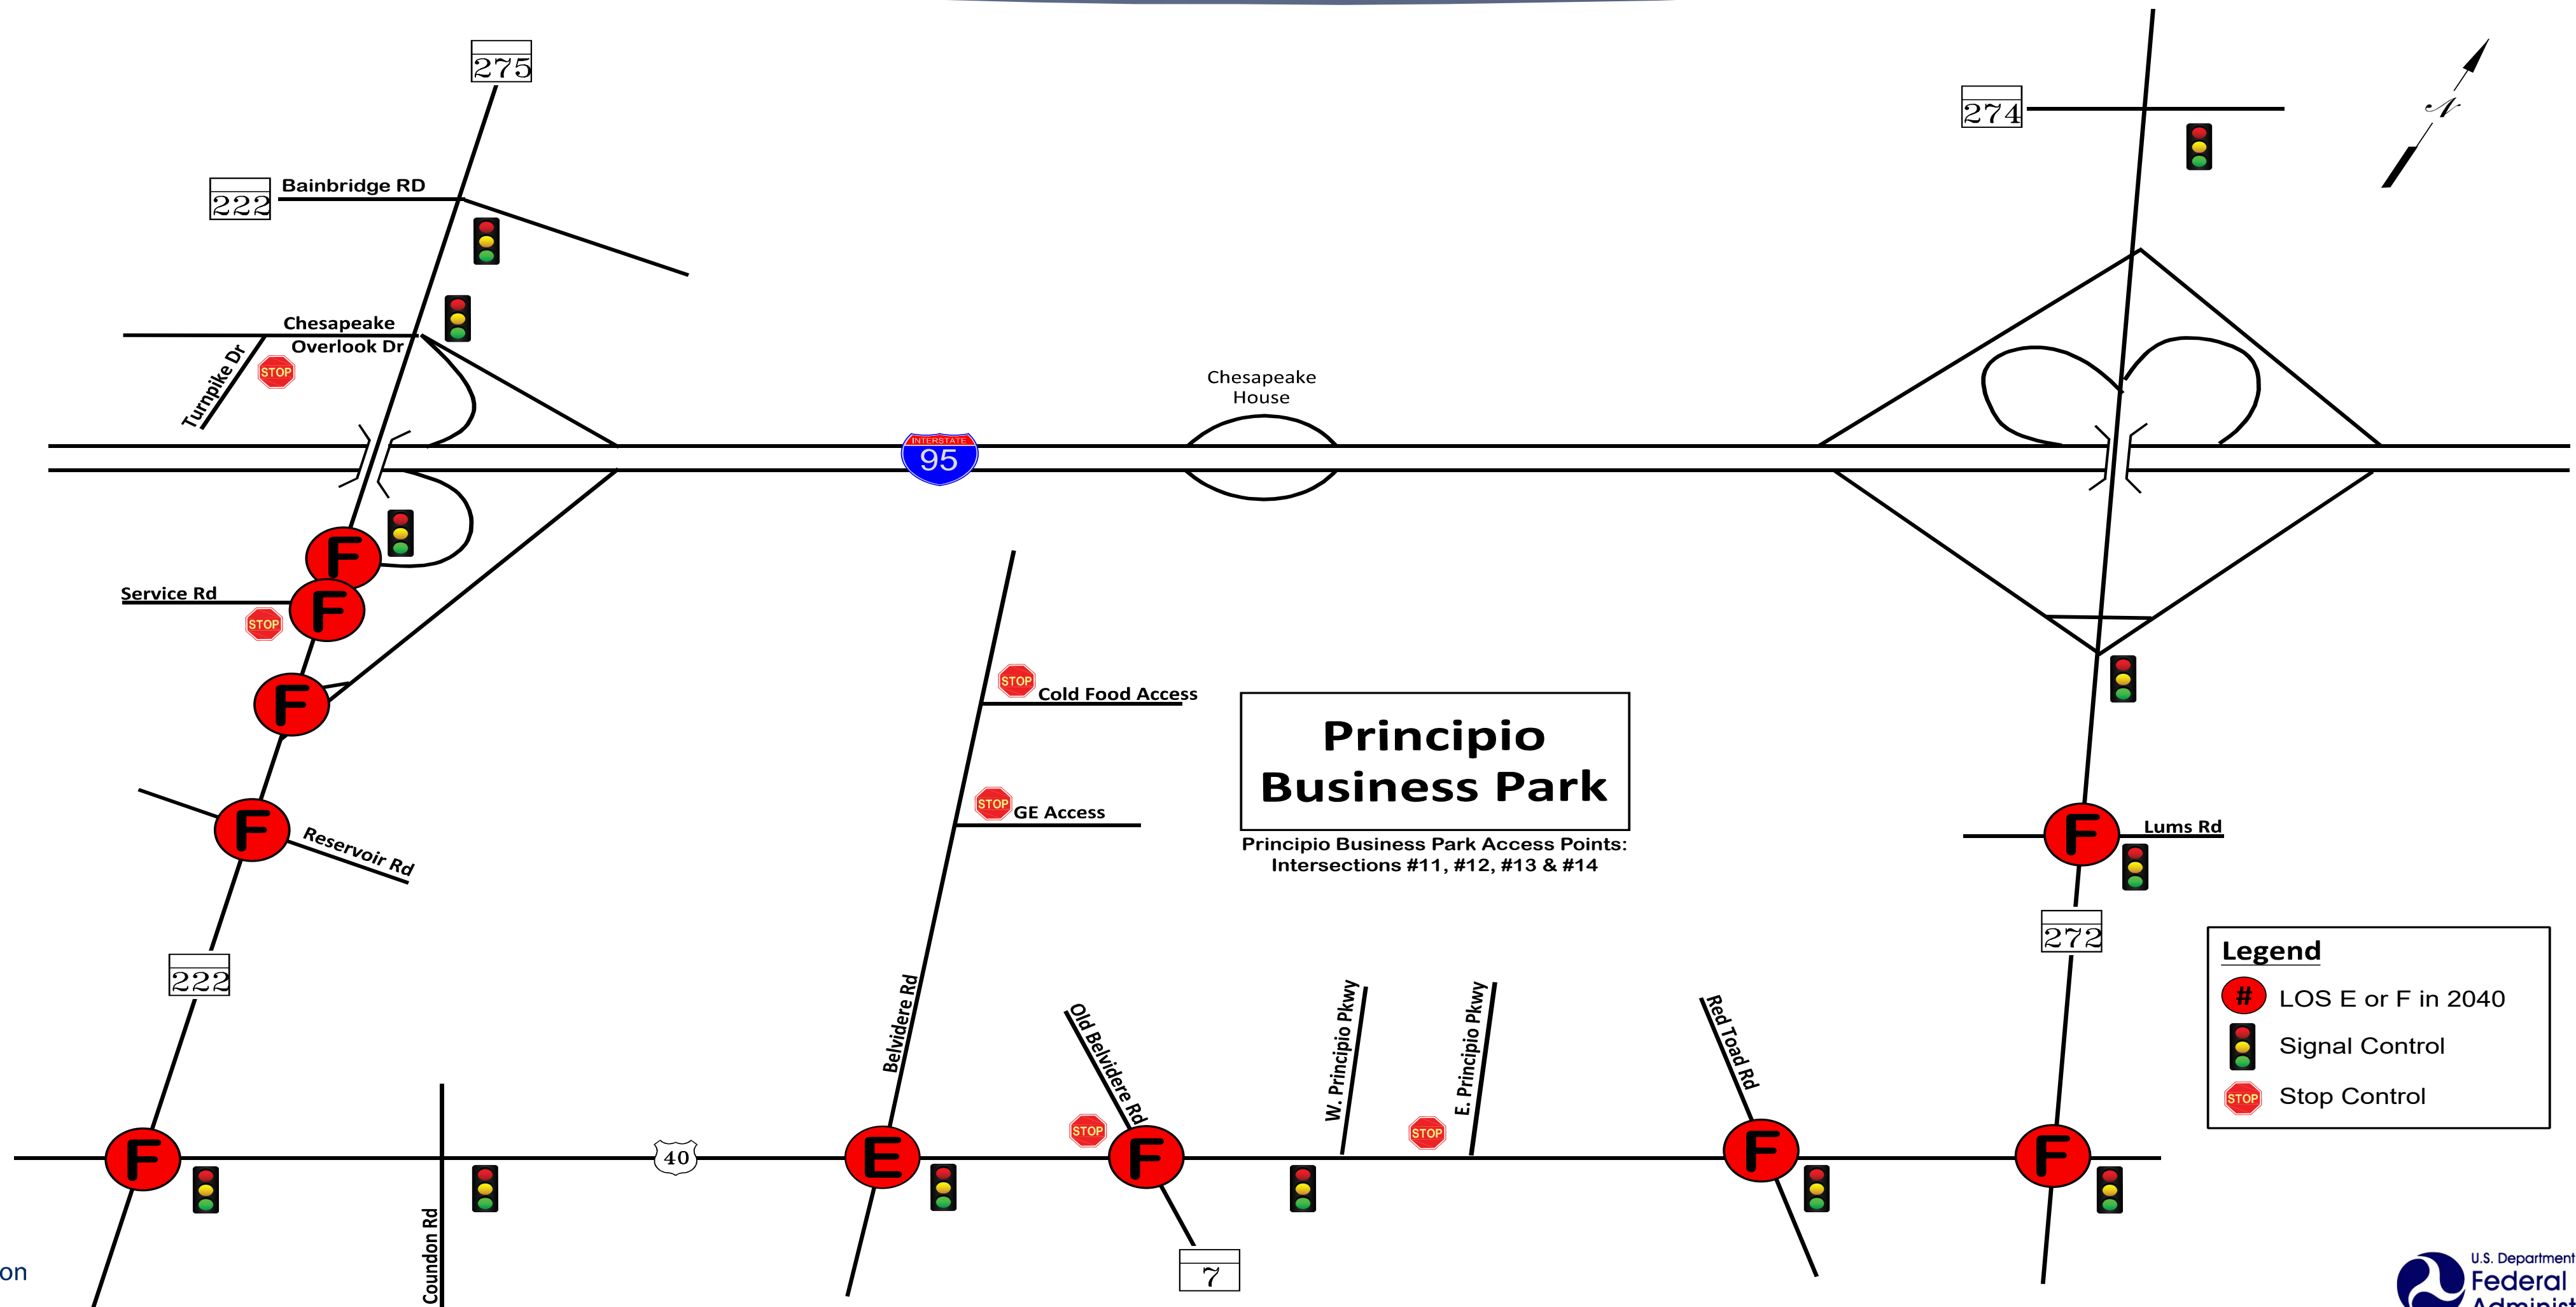 275
274
N
Bainbridge RD
222
Chesapeake
Overlook Dr
Turnpike Dr
STOP
Chesapeake
House
INTERSTATE
95
F
Service Rd
F
STOP
F
STOP
Cold Food Access
STOP
GE Access
Principio
Business Park
Principio Business Park Access Points:
Intersections #11, #12, #13 & #14
F
Reservoir Rd
F
Lums Rd
272
222
Legend
# LOS E or F in 2040
Signal Control
STOP Stop Control
Belvidere Rd
Old Belvidere Rd
W. Principio Pkwy
E. Principio Pkwy
Red Toad Rd
STOP
STOP
F
40
E
F
F
F
Coundon Rd
7
on
U.S. Department
Federal
Administ